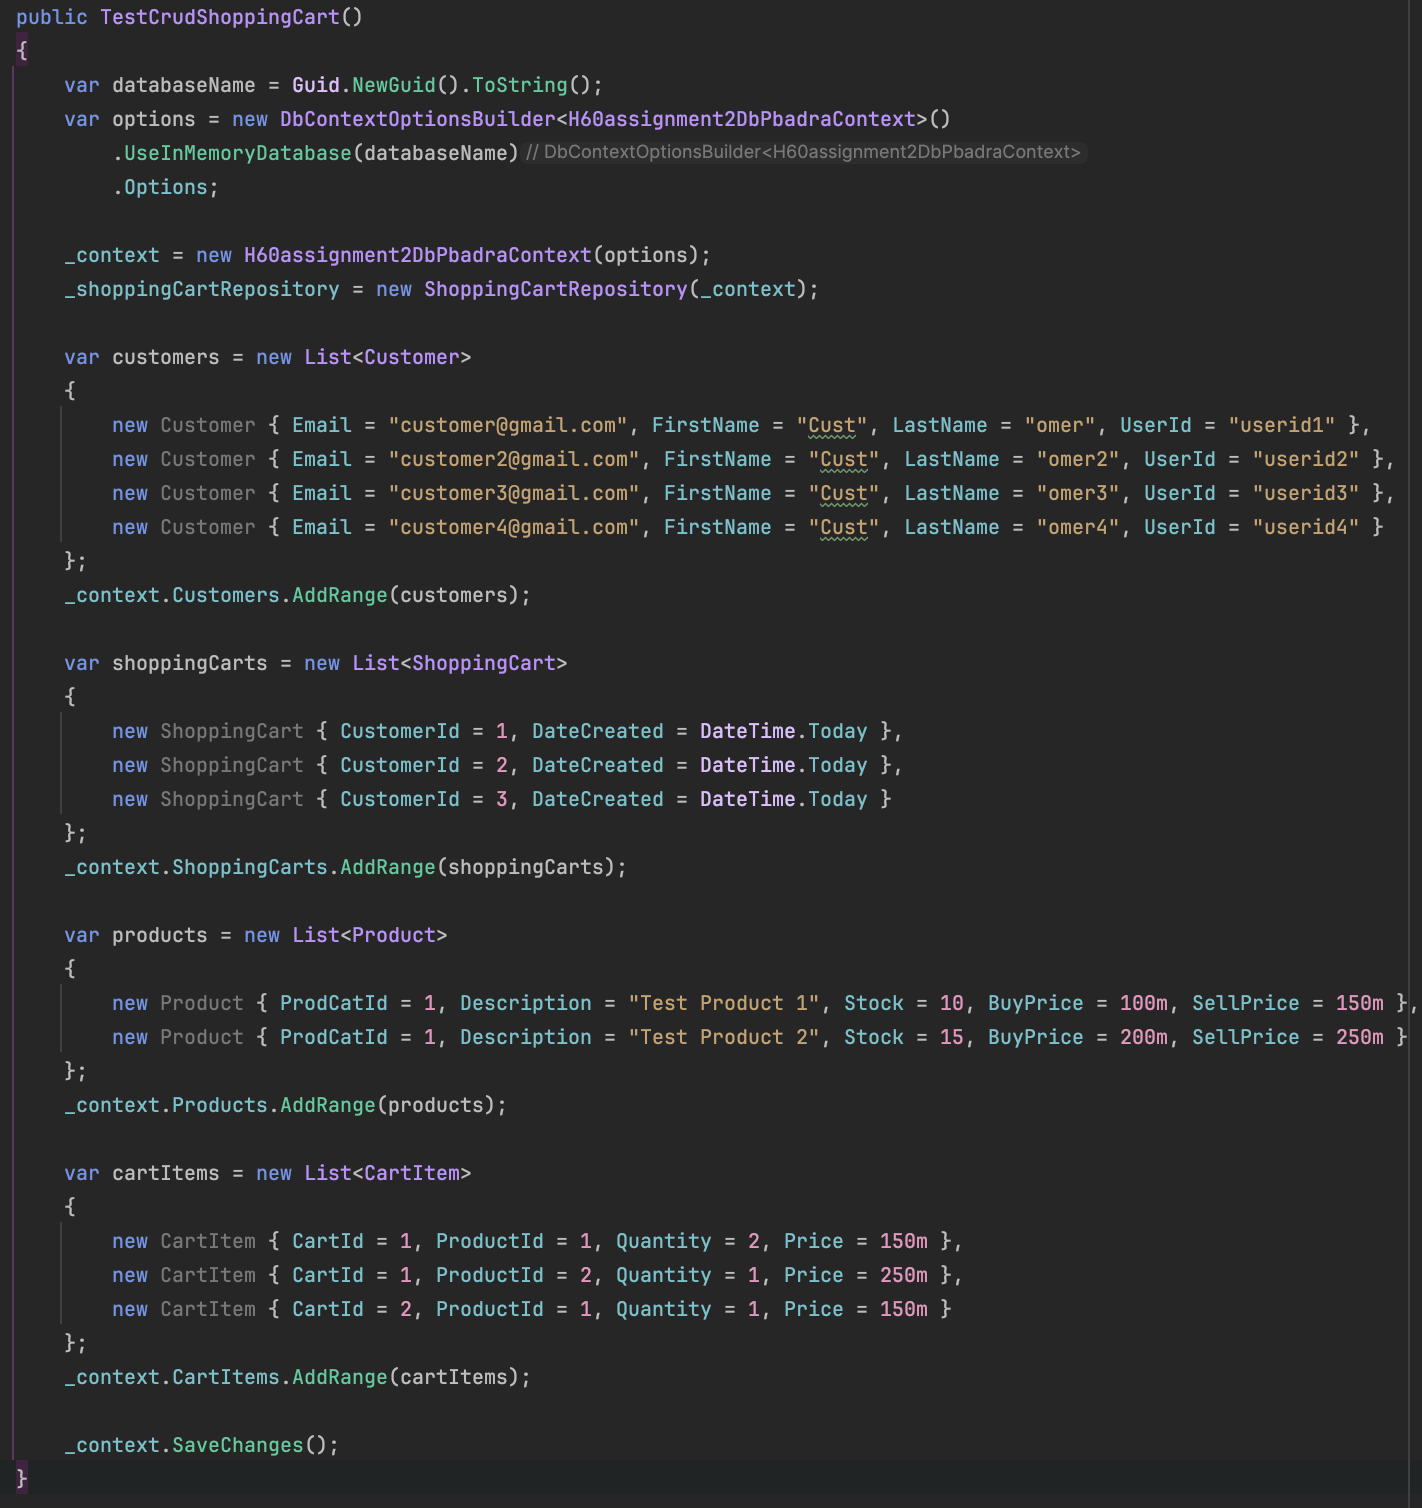 public TestCrudShoppingCart()
{
    var databaseName = Guid.NewGuid().ToString();
    var options = new DbContextOptionsBuilder<H60assignment2DbPbadraContext>()
        .UseInMemoryDatabase(databaseName) // DbContextOptionsBuilder<H60assignment2DbPbadraContext>
        .Options;

    _context = new H60assignment2DbPbadraContext(options);
    _shoppingCartRepository = new ShoppingCartRepository(_context);

    var customers = new List<Customer>
    {
        new Customer { Email = "customer@gmail.com", FirstName = "Cust", LastName = "omer", UserId = "userid1" },
        new Customer { Email = "customer2@gmail.com", FirstName = "Cust", LastName = "omer2", UserId = "userid2" },
        new Customer { Email = "customer3@gmail.com", FirstName = "Cust", LastName = "omer3", UserId = "userid3" },
        new Customer { Email = "customer4@gmail.com", FirstName = "Cust", LastName = "omer4", UserId = "userid4" }
    };
    _context.Customers.AddRange(customers);

    var shoppingCarts = new List<ShoppingCart>
    {
        new ShoppingCart { CustomerId = 1, DateCreated = DateTime.Today },
        new ShoppingCart { CustomerId = 2, DateCreated = DateTime.Today },
        new ShoppingCart { CustomerId = 3, DateCreated = DateTime.Today }
    };
    _context.ShoppingCarts.AddRange(shoppingCarts);

    var products = new List<Product>
    {
        new Product { ProdCatId = 1, Description = "Test Product 1", Stock = 10, BuyPrice = 100m, SellPrice = 150m },
        new Product { ProdCatId = 1, Description = "Test Product 2", Stock = 15, BuyPrice = 200m, SellPrice = 250m }
    };
    _context.Products.AddRange(products);

    var cartItems = new List<CartItem>
    {
        new CartItem { CartId = 1, ProductId = 1, Quantity = 2, Price = 150m },
        new CartItem { CartId = 1, ProductId = 2, Quantity = 1, Price = 250m },
        new CartItem { CartId = 2, ProductId = 1, Quantity = 1, Price = 150m }
    };
    _context.CartItems.AddRange(cartItems);

    _context.SaveChanges();
}